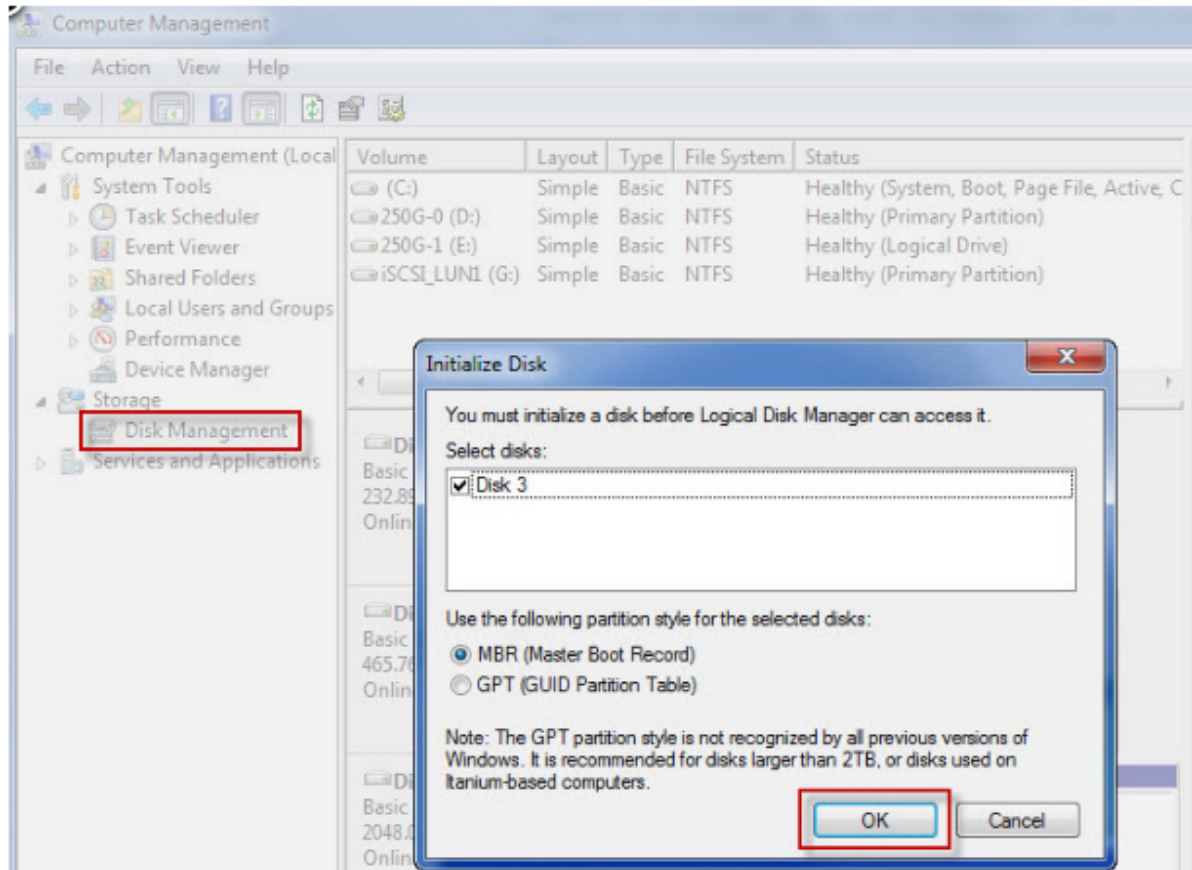 Computer Management
File Action View Help
Computer Management (Local
System Tools
Task Scheduler
Event Viewer
Shared Folders
Local Users and Groups
Performance
Device Manager
Storage
Disk Management
Services and Applications
Volume Layout Type File System Status
(C:) Simple Basic NTFS Healthy (System, Boot, Page File, Active, C
250G-0 (D:) Simple Basic NTFS Healthy (Primary Partition)
250G-1 (E:) Simple Basic NTFS Healthy (Logical Drive)
iSCSI_LUN1 (G:) Simple Basic NTFS Healthy (Primary Partition)
Di
Basic
232.89
Onlin
Di
Basic
465.76
Onlin
Di
Basic
2048.0
Onlin
Initialize Disk
You must initialize a disk before Logical Disk Manager can access it.
Select disks:
Disk 3
Use the following partition style for the selected disks:
MBR (Master Boot Record)
GPT (GUID Partition Table)
Note: The GPT partition style is not recognized by all previous versions of
Windows. It is recommended for disks larger than 2TB, or disks used on
Itanium-based computers.
OK Cancel